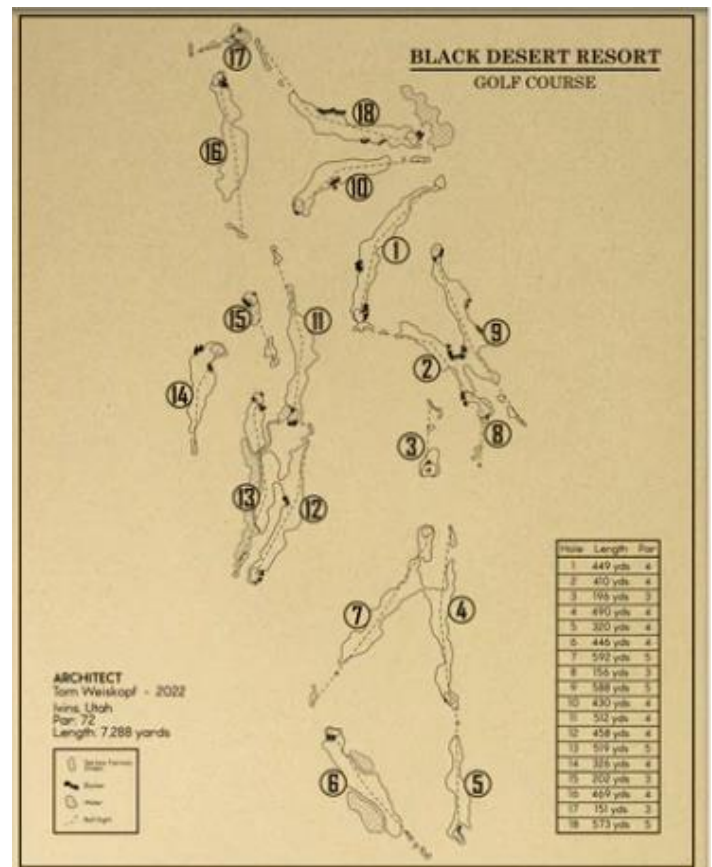 BLACK DESERT RESORT
GOLF COURSE
17
18
16
10
1
15
11
9
2
14
3
8
13
12
7
4
6
5
Hole Length Par
1 449 yds 4
2 410 yds 4
3 196 yds 3
4 490 yds 4
5 320 yds 4
6 446 yds 4
7 592 yds 5
8 156 yds 3
9 588 yds 5
10 430 yds 4
11 512 yds 4
12 458 yds 4
13 519 yds 5
14 326 yds 4
15 202 yds 3
16 469 yds 4
17 151 yds 3
18 573 yds 5
ARCHITECT
Tom Weiskopf - 2022
Ivins, Utah
Par: 72
Length: 7,288 yards
Bunker
Water